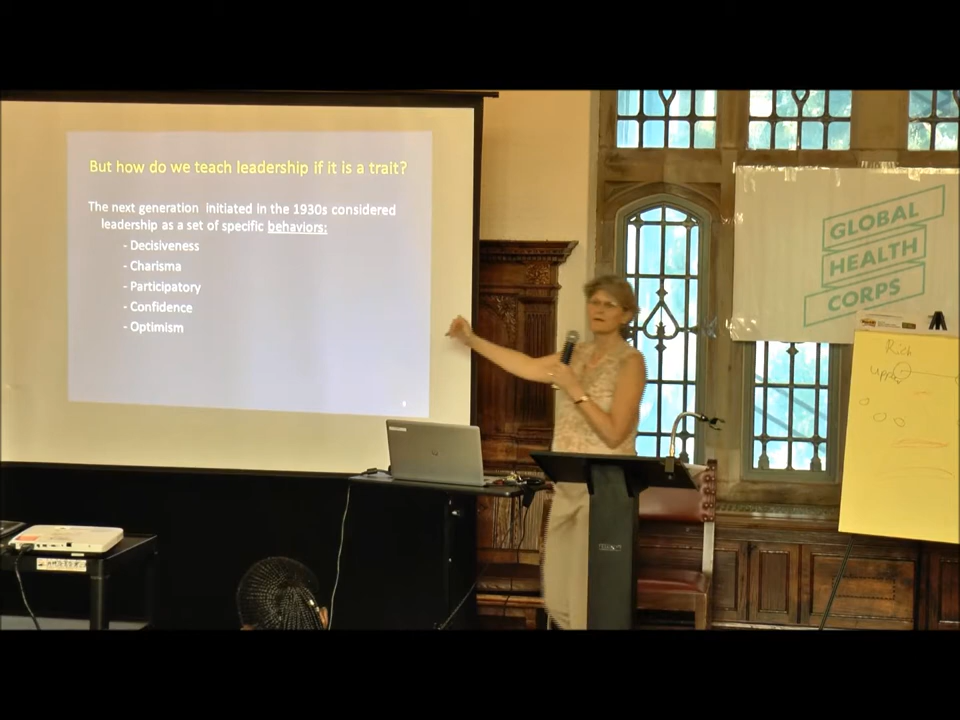 But how do we teach leadership if it is a trait?
The next generation initiated in the 1930s considered
leadership as a set of specific behaviors:
- Decisiveness
- Charisma
- Participatory
- Confidence
- Optimism
GLOBAL
HEALTH
CORPS
Rich